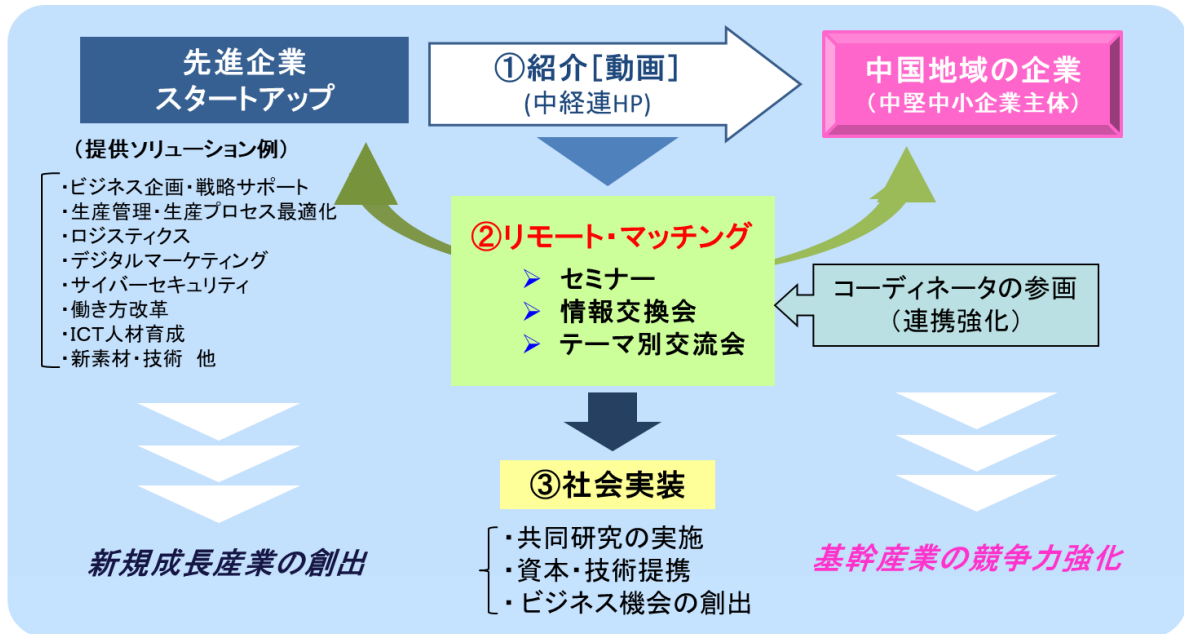 先進企業
スタートアップ
①紹介[動画]
(中経連HP)
中国地域の企業
（中堅中小企業主体）
（提供ソリューション例）
・ビジネス企画・戦略サポート
・生産管理・生産プロセス最適化
・ロジスティクス
・デジタルマーケティング
・サイバーセキュリティ
・働き方改革
・ICT人材育成
・新素材・技術　他
②リモート・マッチング
➢ セミナー
➢ 情報交換会
➢ テーマ別交流会
コーディネータの参画
（連携強化）
③社会実装
・共同研究の実施
・資本・技術提携
・ビジネス機会の創出
新規成長産業の創出
基幹産業の競争力強化